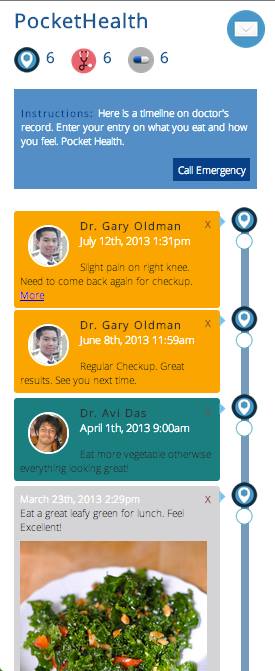 PocketHealth
6 6 6
Instructions: Here is a timeline on doctor's
record. Enter your entry on what you eat and how
you feel. Pocket Health.
Call Emergency
Dr. Gary Oldman X
July 12th, 2013 1:31pm
Slight pain on right knee.
Need to come back again for checkup.
More
Dr. Gary Oldman X
June 8th, 2013 11:59am
Regular Checkup. Great
results. See you next time.
Dr. Avi Das X
April 1th, 2013 9:00am
Eat more vegetable otherwise
everything looking great!
March 23th, 2013 2:29pm X
Eat a great leafy green for lunch. Feel
Excellent!